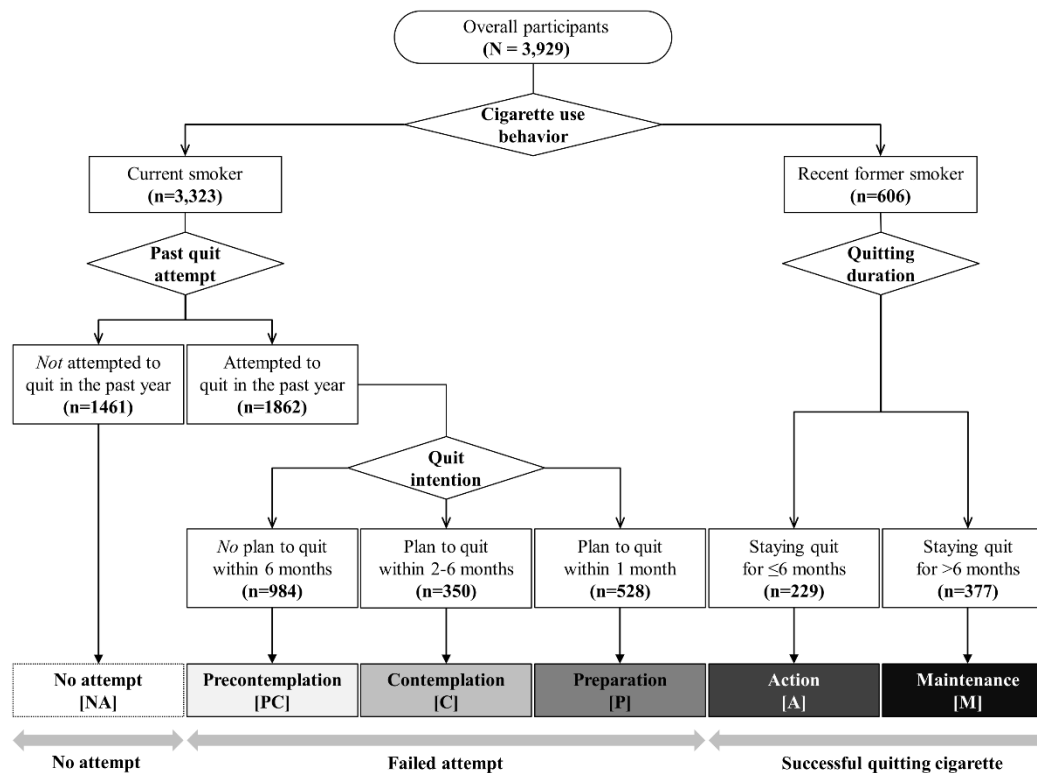 Overall participants
(N = 3,929)
Cigarette use
behavior
Current smoker
(n=3,323)
Recent former smoker
(n=606)
Past quit
attempt
Quitting
duration
Not attempted to
quit in the past year
(n=1461)
Attempted to
quit in the past year
(n=1862)
Quit
intention
No plan to quit
within 6 months
(n=984)
Plan to quit
within 2-6 months
(n=350)
Plan to quit
within 1 month
(n=528)
Staying quit
for ≤6 months
(n=229)
Staying quit
for >6 months
(n=377)
No attempt
[NA]
Precontemplation
[PC]
Contemplation
[C]
Preparation
[P]
Action
[A]
Maintenance
[M]
No attempt
Failed attempt
Successful quitting cigarette